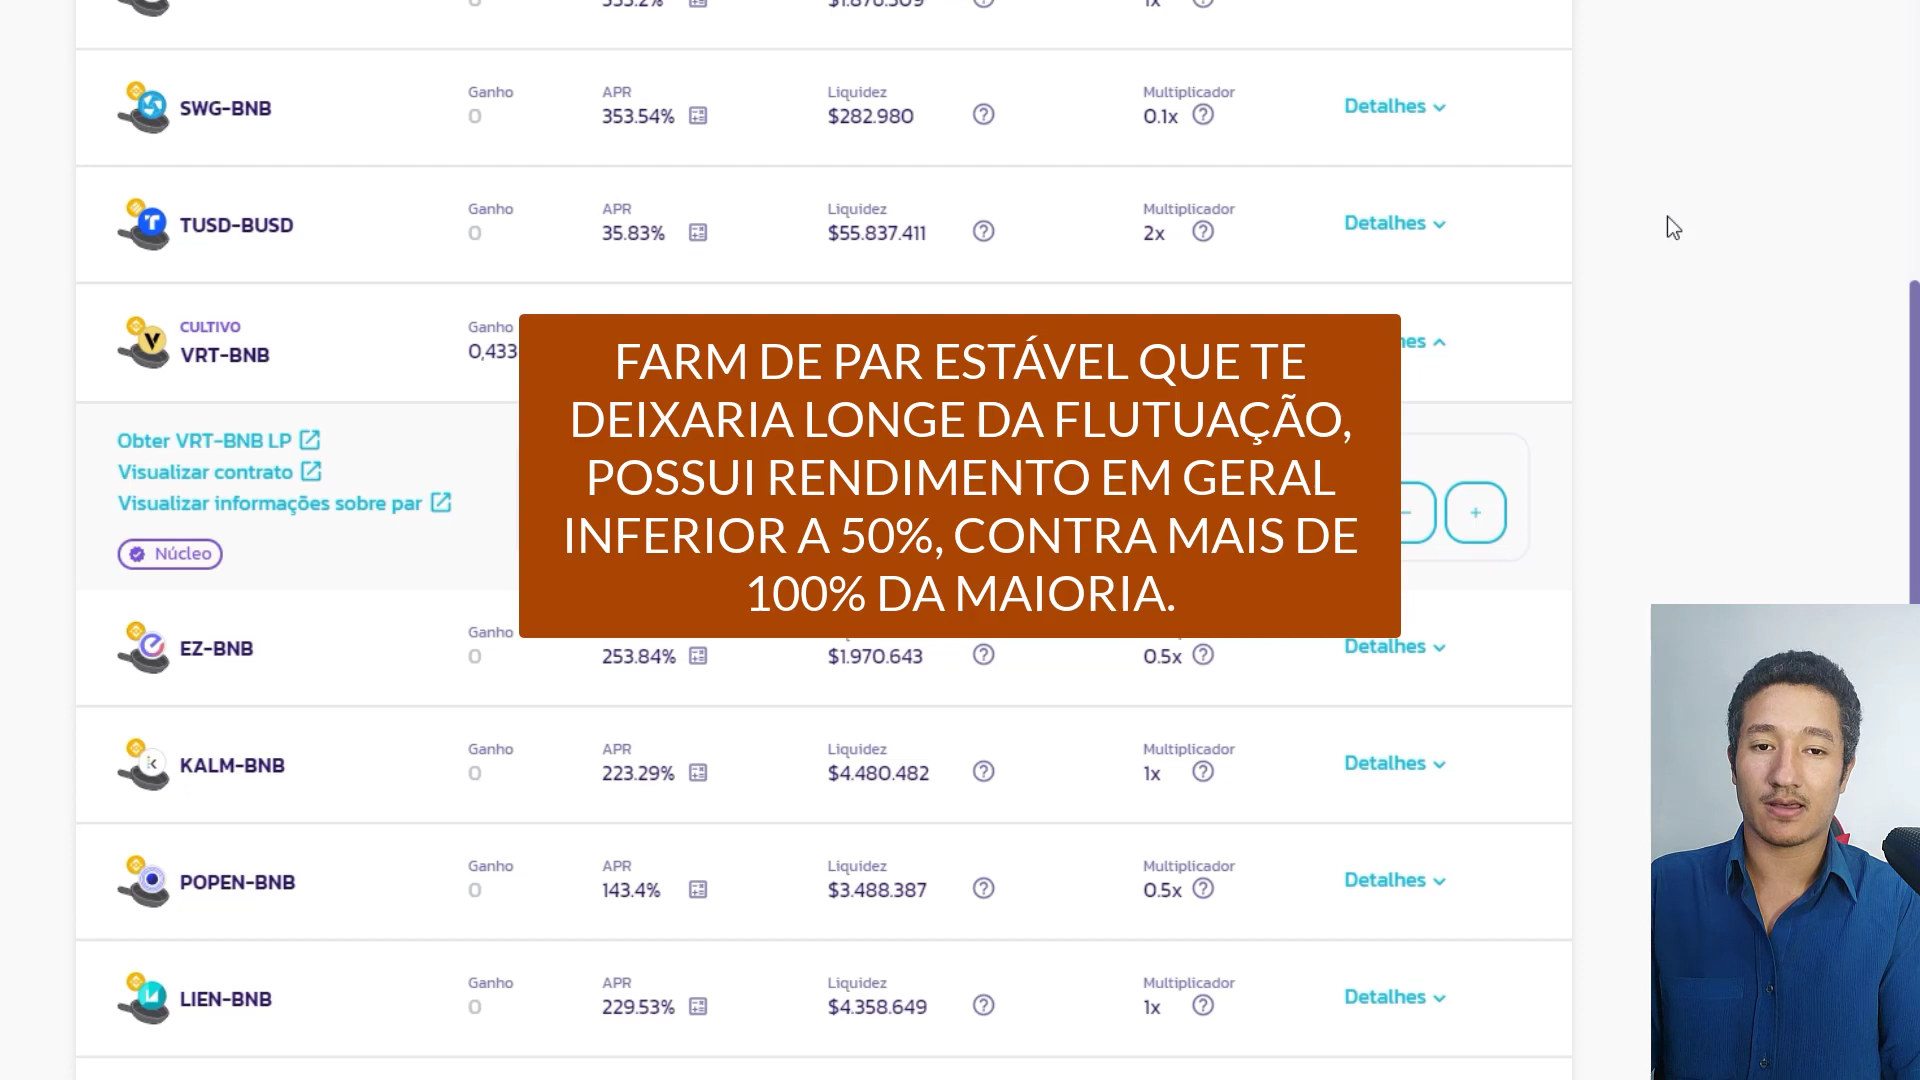 353.2%
$1.876.509
1x
SWG-BNB
Ganho
0
APR
353.54%
Liquidez
$282.980
Multiplicador
0.1x
Detalhes
TUSD-BUSD
Ganho
0
APR
35.83%
Liquidez
$55.837.411
Multiplicador
2x
Detalhes
CULTIVO
VRT-BNB
Ganho
0,433
FARM DE PAR ESTÁVEL QUE TE
DEIXARIA LONGE DA FLUTUAÇÃO,
POSSUI RENDIMENTO EM GERAL
INFERIOR A 50%, CONTRA MAIS DE
100% DA MAIORIA.
Obter VRT-BNB LP
Visualizar contrato
Visualizar informações sobre par
Núcleo
EZ-BNB
Ganho
0
253.84%
$1.970.643
0.5x
Detalhes
KALM-BNB
Ganho
0
APR
223.29%
Liquidez
$4.480.482
Multiplicador
1x
Detalhes
POPEN-BNB
Ganho
0
APR
143.4%
Liquidez
$3.488.387
Multiplicador
0.5x
Detalhes
LIEN-BNB
Ganho
0
APR
229.53%
Liquidez
$4.358.649
Multiplicador
1x
Detalhes